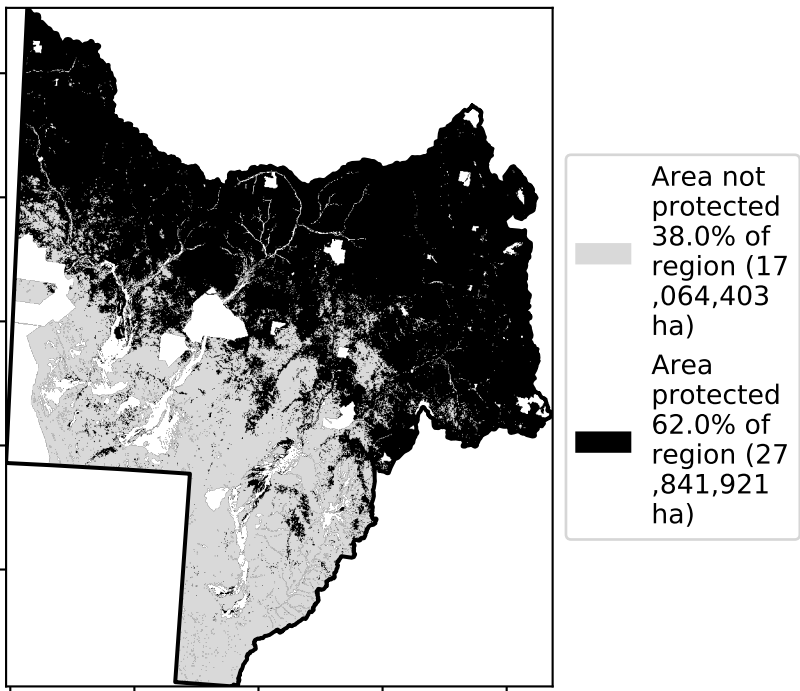 Area not
protected
38.0% of
region (17
,064,403
ha)
Area
protected
62.0% of
region (27
,841,921
ha)